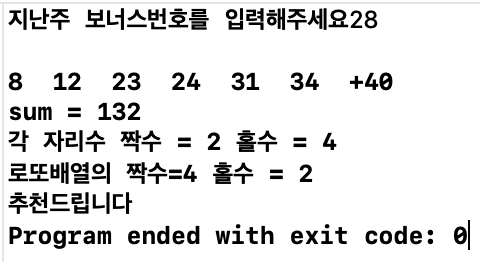 지난주 보너스번호를 입력해주세요28
8 12 23 24 31 34 +40
sum = 132
각 자리수 짝수 = 2 홀수 = 4
로또배열의 짝수=4 홀수 = 2
추천드립니다
Program ended with exit code: 0